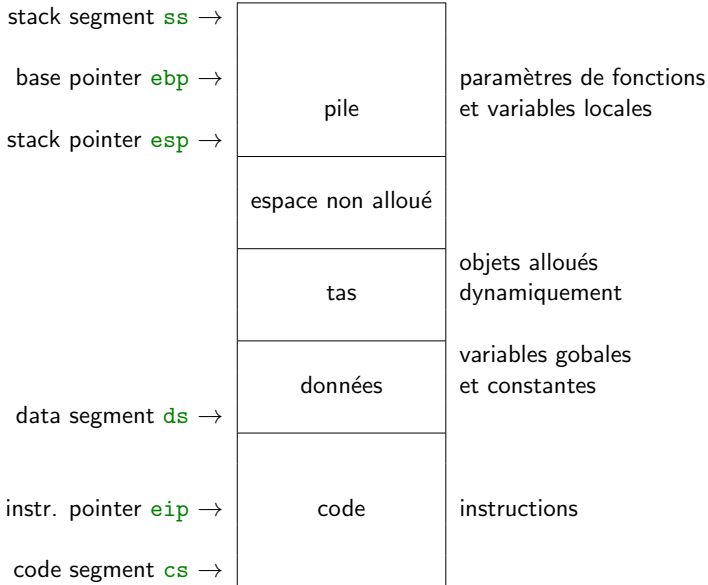 stack segment ss →
base pointer ebp →
paramètres de fonctions
pile
et variables locales
stack pointer esp →
espace non alloué
objets alloués
tas
dynamiquement
variables gobales
données
et constantes
data segment ds →
instr. pointer eip →
code
instructions
code segment cs →